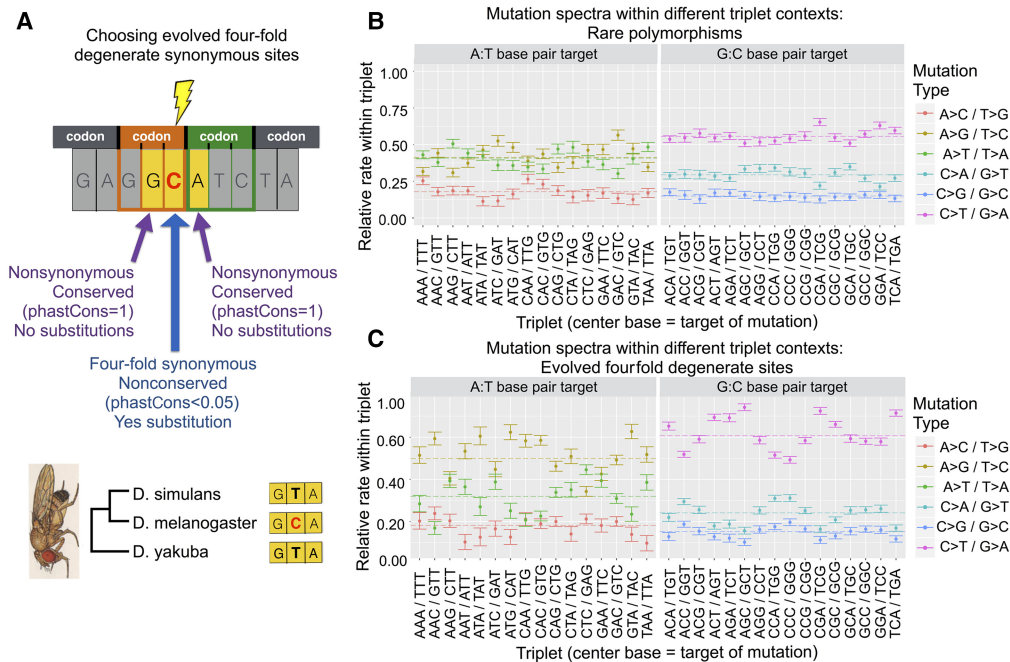 A
Choosing evolved four-fold
degenerate synonymous sites
codon codon codon codon
G A G G C A T C T A
Nonsynonymous
Conserved
(phastCons=1)
No substitutions
Nonsynonymous
Conserved
(phastCons=1)
No substitutions
Four-fold synonymous
Nonconserved
(phastCons<0.05)
Yes substitution
D. simulans
G T A
D. melanogaster
G C A
D. yakuba
G T A
B
Mutation spectra within different triplet contexts:
Rare polymorphisms
A:T base pair target
G:C base pair target
Relative rate within triplet
1.00
0.75
0.50
0.25
0.00
AAA / TTT
AAC / GTT
AAG / CTT
AAT / ATT
ATA / TAT
ATC / GAT
ATG / CAT
CAA / TTG
CAC / GTG
CAG / CTG
CTA / TAG
CTC / GAG
GAA / TTC
GAC / GTC
GTA / TAC
TAA / TTA
ACA / TGT
ACC / GGT
ACG / CGT
ACT / AGT
AGA / TCT
AGC / GCT
AGG / CCT
CCA / TGG
CCC / GGG
CCG / CGG
CGA / TCG
CGC / GCG
GCA / TGC
GCC / GGC
GGA / TCC
TCA / TGA
Triplet (center base = target of mutation)
Mutation
Type
A>C / T>G
A>G / T>C
A>T / T>A
C>A / G>T
C>G / G>C
C>T / G>A
C
Mutation spectra within different triplet contexts:
Evolved fourfold degenerate sites
A:T base pair target
G:C base pair target
Relative rate within triplet
1.00
0.60
0.40
0.20
0.00
AAA / TTT
AAC / GTT
AAG / CTT
AAT / ATT
ATA / TAT
ATC / GAT
ATG / CAT
CAA / TTG
CAC / GTG
CAG / CTG
CTA / TAG
CTC / GAG
GAA / TTC
GAC / GTC
GTA / TAC
TAA / TTA
ACA / TGT
ACC / GGT
ACG / CGT
ACT / AGT
AGA / TCT
AGC / GCT
AGG / CCT
CCA / TGG
CCC / GGG
CCG / CGG
CGA / TCG
CGC / GCG
GCA / TGC
GCC / GGC
GGA / TCC
TCA / TGA
Triplet (center base = target of mutation)
Mutation
Type
A>C / T>G
A>G / T>C
A>T / T>A
C>A / G>T
C>G / G>C
C>T / G>A